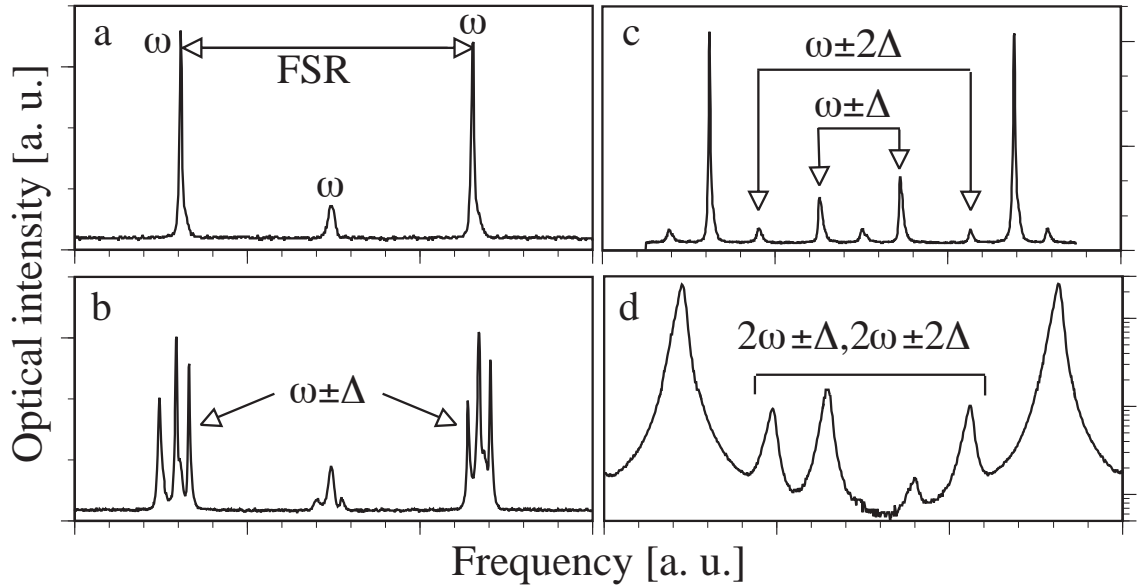 Optical intensity [a. u.]
a
ω
FSR
ω
ω
b
ω±Δ
c
ω±2Δ
ω±Δ
d
2ω±Δ,2ω±2Δ
Frequency [a. u.]